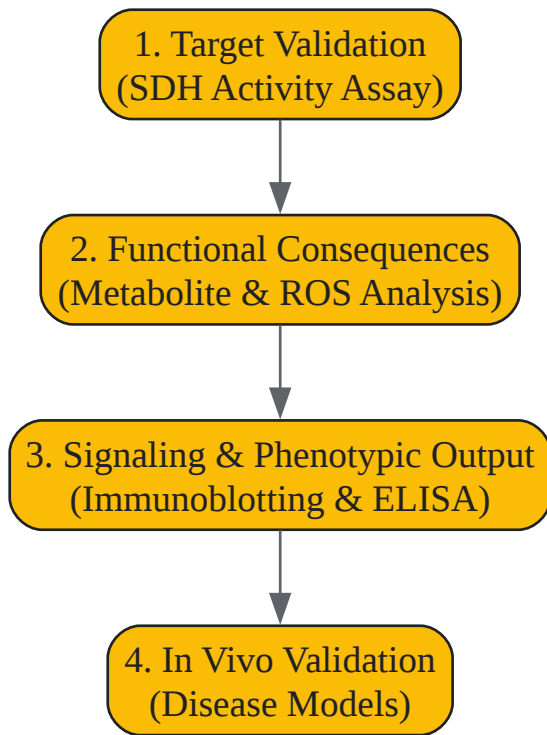 1. Target Validation
(SDH Activity Assay)
2. Functional Consequences
(Metabolite & ROS Analysis)
3. Signaling & Phenotypic Output
(Immunoblotting & ELISA)
4. In Vivo Validation
(Disease Models)